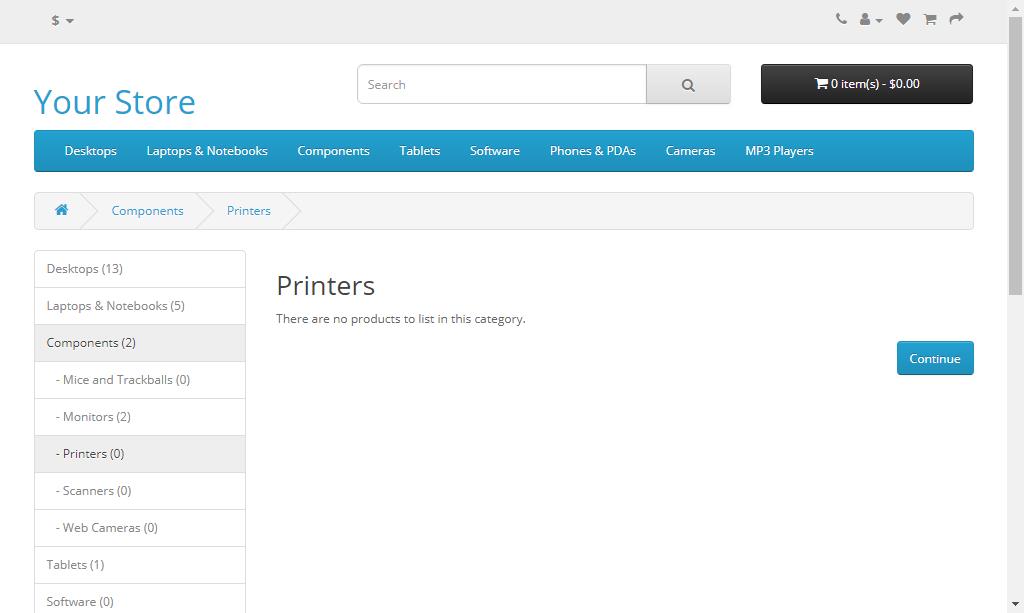 $
Your Store
Search
0 item(s) - $0.00
Desktops
Laptops & Notebooks
Components
Tablets
Software
Phones & PDAs
Cameras
MP3 Players
Components
Printers
Desktops (13)
Laptops & Notebooks (5)
Components (2)
- Mice and Trackballs (0)
- Monitors (2)
- Printers (0)
- Scanners (0)
- Web Cameras (0)
Tablets (1)
Software (0)
Printers
There are no products to list in this category.
Continue